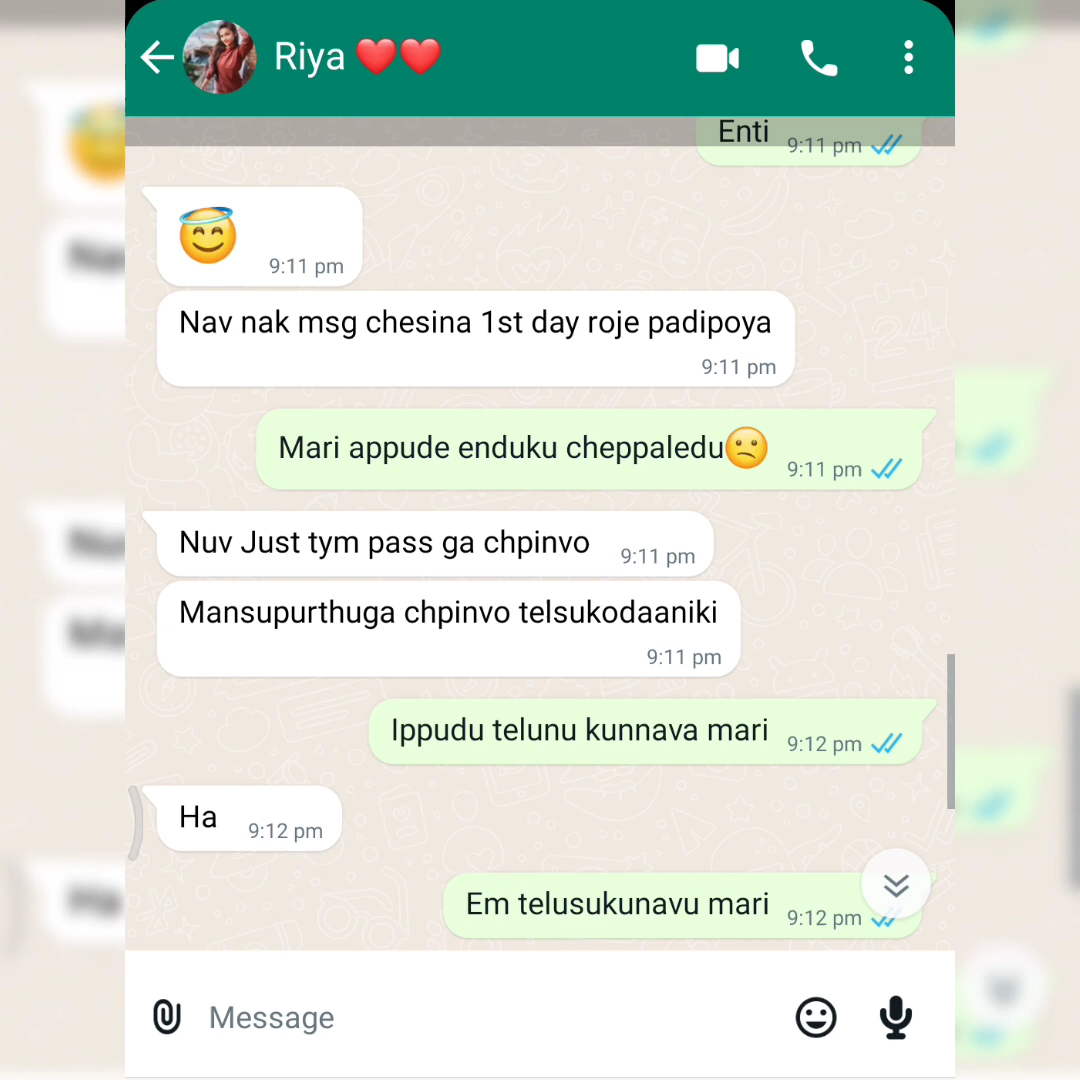 Riya ❤️❤️
Enti 9:11 pm
😇 9:11 pm
Nav nak msg chesina 1st day roje padipoya
9:11 pm
Mari appude enduku cheppaledu😕 9:11 pm
Nuv Just tym pass ga chpinvo 9:11 pm
Mansupurthuga chpinvo telsukodaaniki
9:11 pm
Ippudu telunu kunnava mari 9:12 pm
Ha 9:12 pm
Em telusukunavu mari 9:12 pm
Message